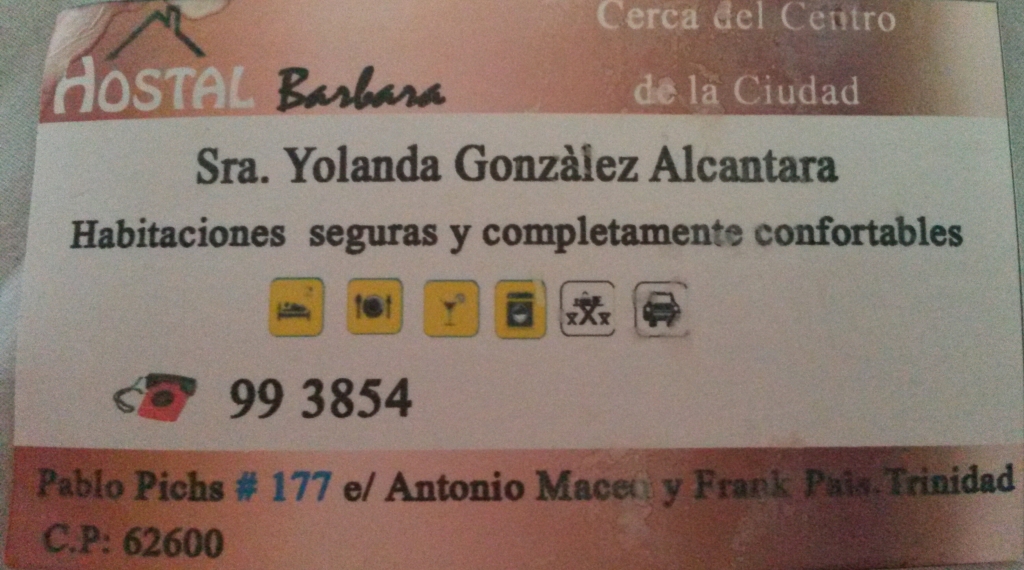 Cerca del Centro
HOSTAL Barbara de la Ciudad
Sra. Yolanda Gonzàlez Alcantara
Habitaciones seguras y completamente confortables
99 3854
Pablo Pichs # 177 e/ Antonio Maceo y Frank Pais. Trinidad
C.P: 62600